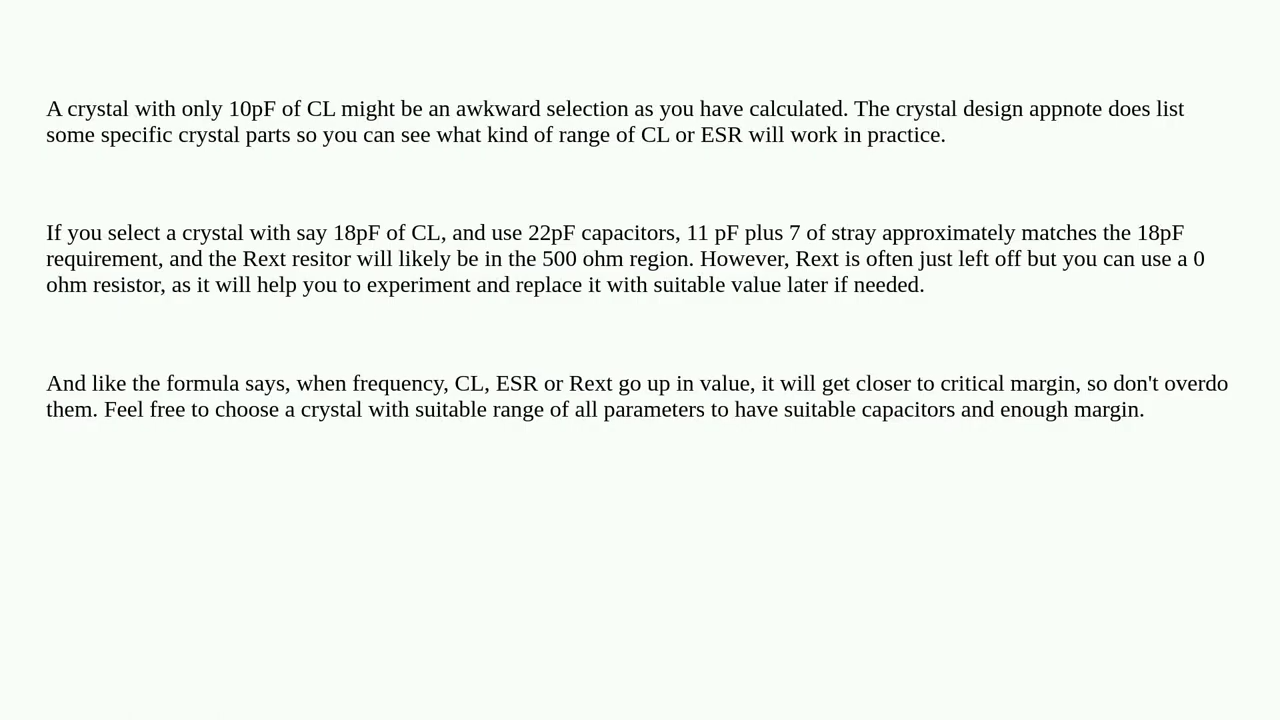 A crystal with only 10pF of CL might be an awkward selection as you have calculated. The crystal design appnote does list
some specific crystal parts so you can see what kind of range of CL or ESR will work in practice.
If you select a crystal with say 18pF of CL, and use 22pF capacitors, 11 pF plus 7 of stray approximately matches the 18pF
requirement, and the Rext resitor will likely be in the 500 ohm region. However, Rext is often just left off but you can use a 0
ohm resistor, as it will help you to experiment and replace it with suitable value later if needed.
And like the formula says, when frequency, CL, ESR or Rext go up in value, it will get closer to critical margin, so don't overdo
them. Feel free to choose a crystal with suitable range of all parameters to have suitable capacitors and enough margin.